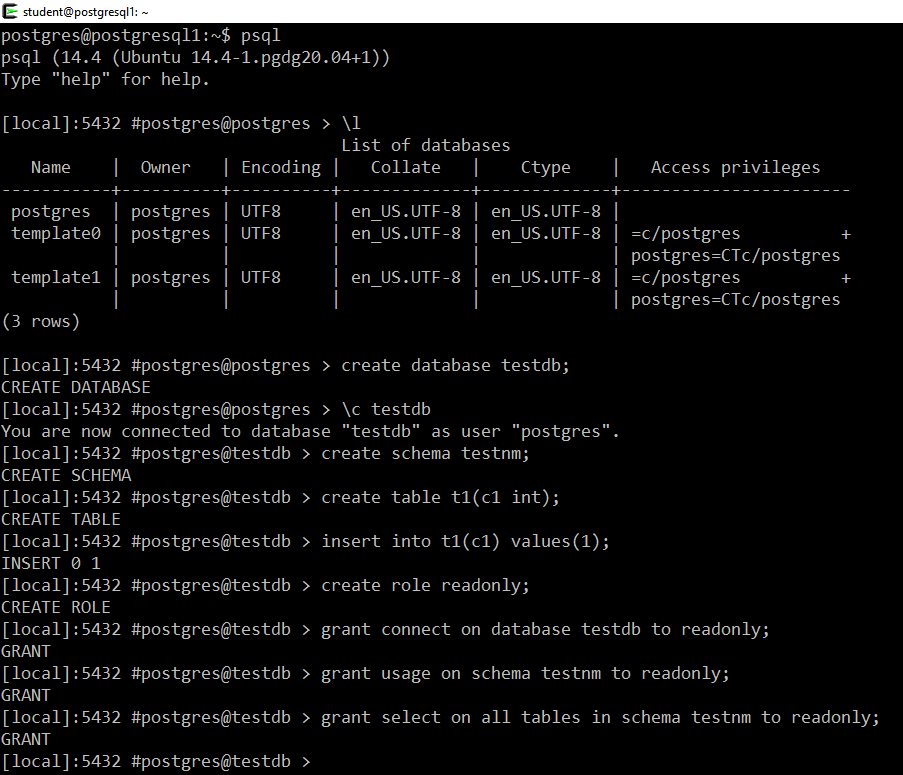 student@postgresql1: ~
postgres@postgresql1:~$ psql
psql (14.4 (Ubuntu 14.4-1.pgdg20.04+1))
Type "help" for help.
[local]:5432 #postgres@postgres > \l
                                  List of databases
   Name    |  Owner   | Encoding |   Collate   |    Ctype    |   Access privileges
-----------+----------+----------+-------------+-------------+-----------------------
 postgres  | postgres | UTF8     | en_US.UTF-8 | en_US.UTF-8 |
 template0 | postgres | UTF8     | en_US.UTF-8 | en_US.UTF-8 | =c/postgres          +
           |          |          |             |             | postgres=CTc/postgres
 template1 | postgres | UTF8     | en_US.UTF-8 | en_US.UTF-8 | =c/postgres          +
           |          |          |             |             | postgres=CTc/postgres
(3 rows)
[local]:5432 #postgres@postgres > create database testdb;
CREATE DATABASE
[local]:5432 #postgres@postgres > \c testdb
You are now connected to database "testdb" as user "postgres".
[local]:5432 #postgres@testdb > create schema testnm;
CREATE SCHEMA
[local]:5432 #postgres@testdb > create table t1(c1 int);
CREATE TABLE
[local]:5432 #postgres@testdb > insert into t1(c1) values(1);
INSERT 0 1
[local]:5432 #postgres@testdb > create role readonly;
CREATE ROLE
[local]:5432 #postgres@testdb > grant connect on database testdb to readonly;
GRANT
[local]:5432 #postgres@testdb > grant usage on schema testnm to readonly;
GRANT
[local]:5432 #postgres@testdb > grant select on all tables in schema testnm to readonly;
GRANT
[local]:5432 #postgres@testdb >